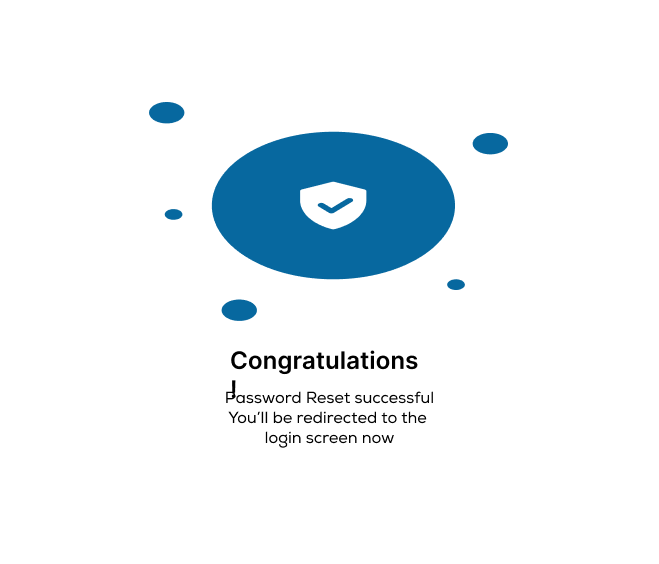 Congratulations
!
Password Reset successful
You’ll be redirected to the
login screen now